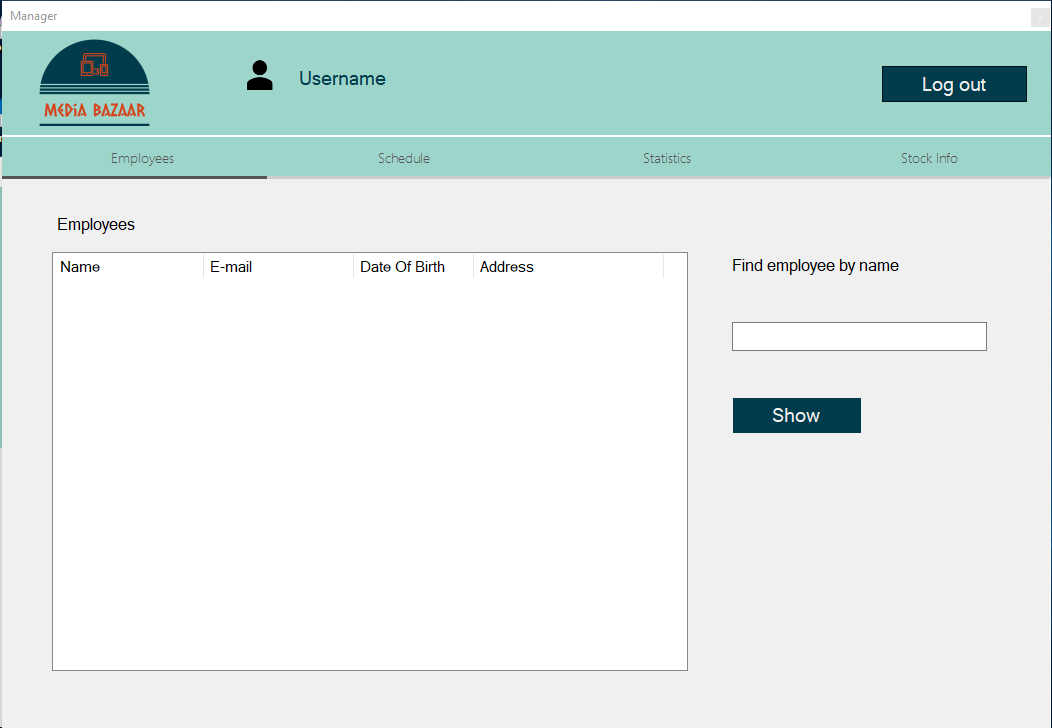 Manager
MEDIA BAZAAR
Username
Log out
Employees
Schedule
Statistics
Stock Info
Employees
Name
E-mail
Date Of Birth
Address
Find employee by name
Show